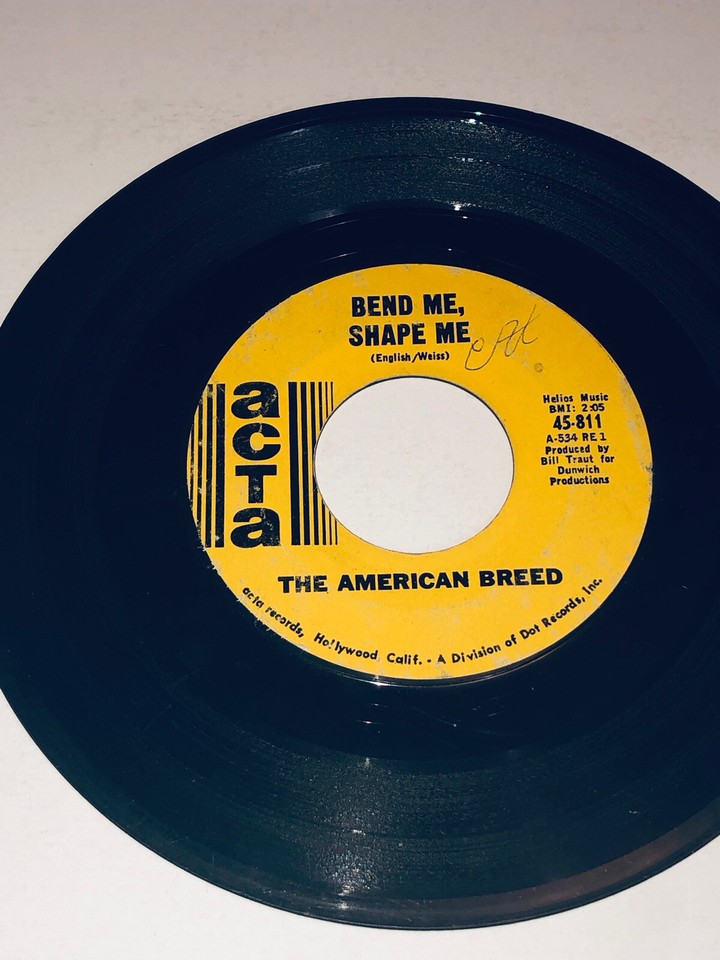 BEND ME,
SHAPE ME
(English/Weiss)
acta
Helios Music
BMI: 2:05
45-811
A-534 RE 1
Produced by
Bill Traut for
Dunwich
Productions
THE AMERICAN BREED
acta records, Hollywood, Calif. - A Division of Dot Records, Inc.